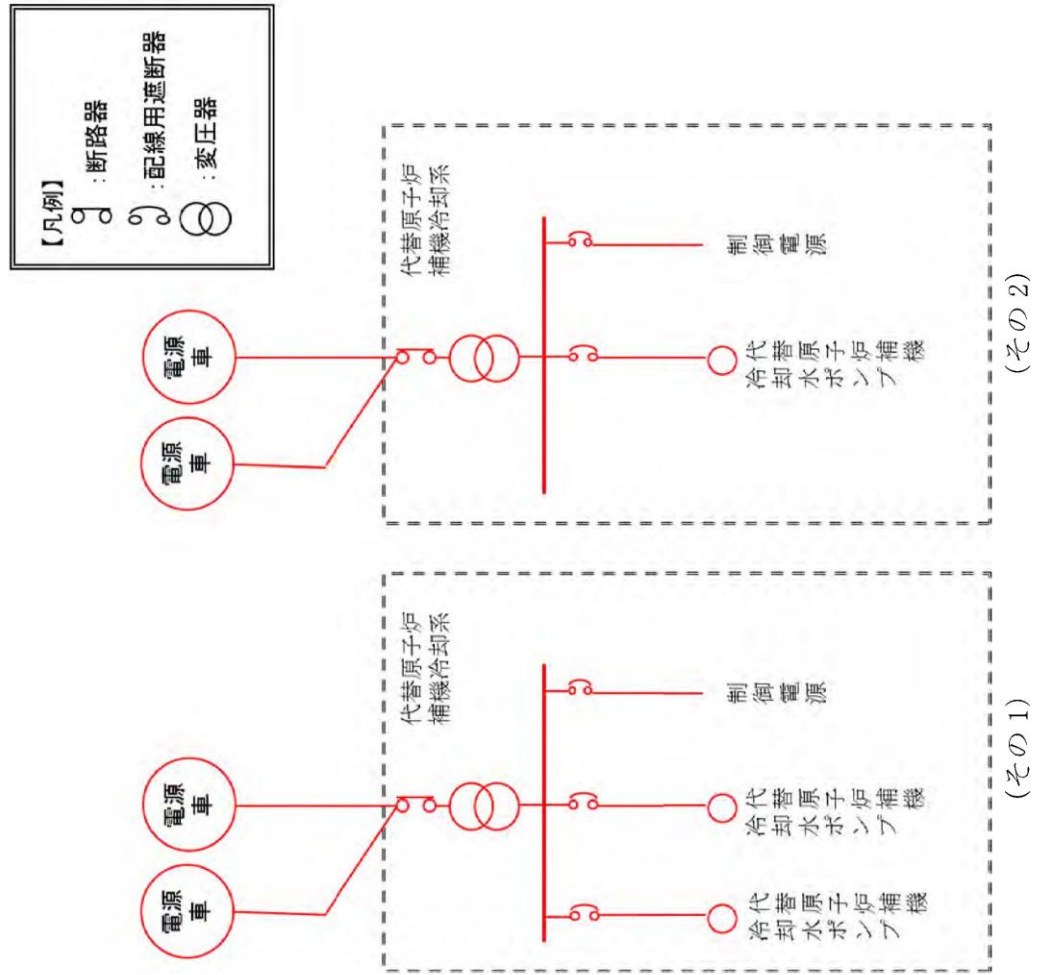 【凡例】
：断路器
：配線用遮断器
：変圧器
電源
車
電源
車
代替原子炉
補機冷却系
代替原子炉補機
冷却水ポンプ
代替原子炉補機
冷却水ポンプ
制御電源
(その1)
電源
車
電源
車
代替原子炉
補機冷却系
代替原子炉補機
冷却水ポンプ
制御電源
(その2)